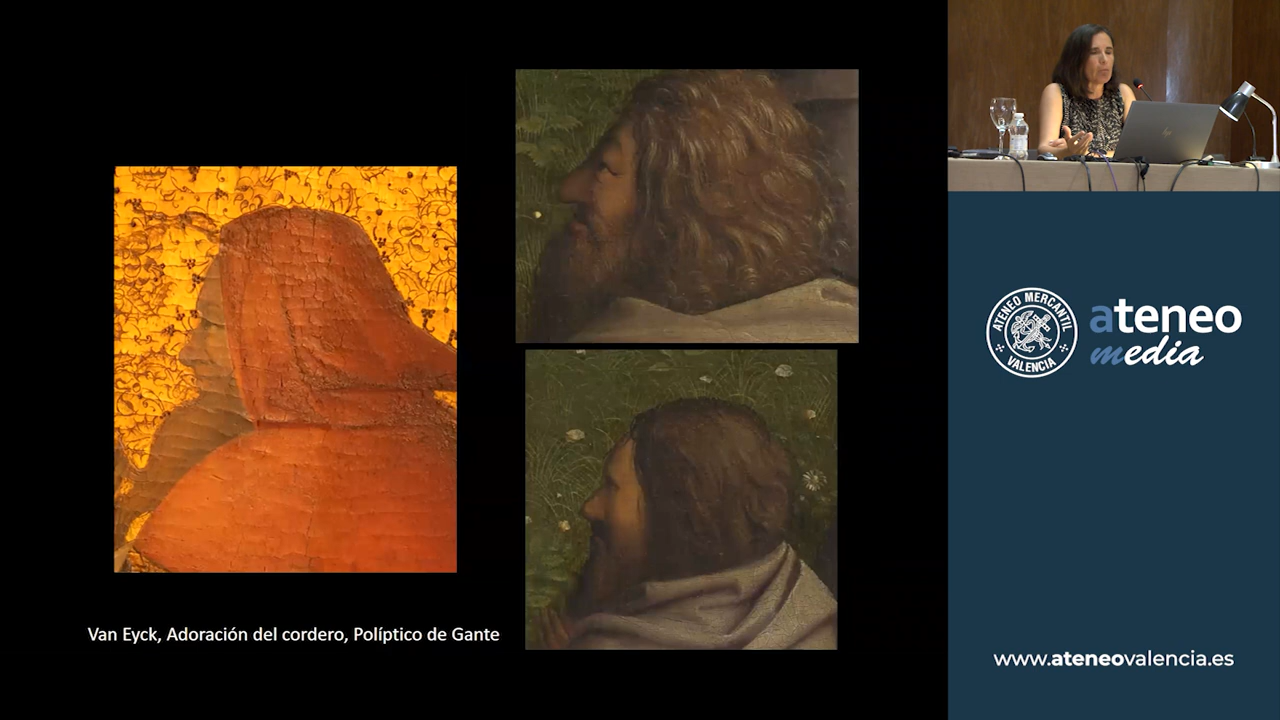 Van Eyck, Adoración del cordero, Políptico de Gante
ATENEO MERCANTIL
VALENCIA
ateneo
media
www.ateneovalencia.es